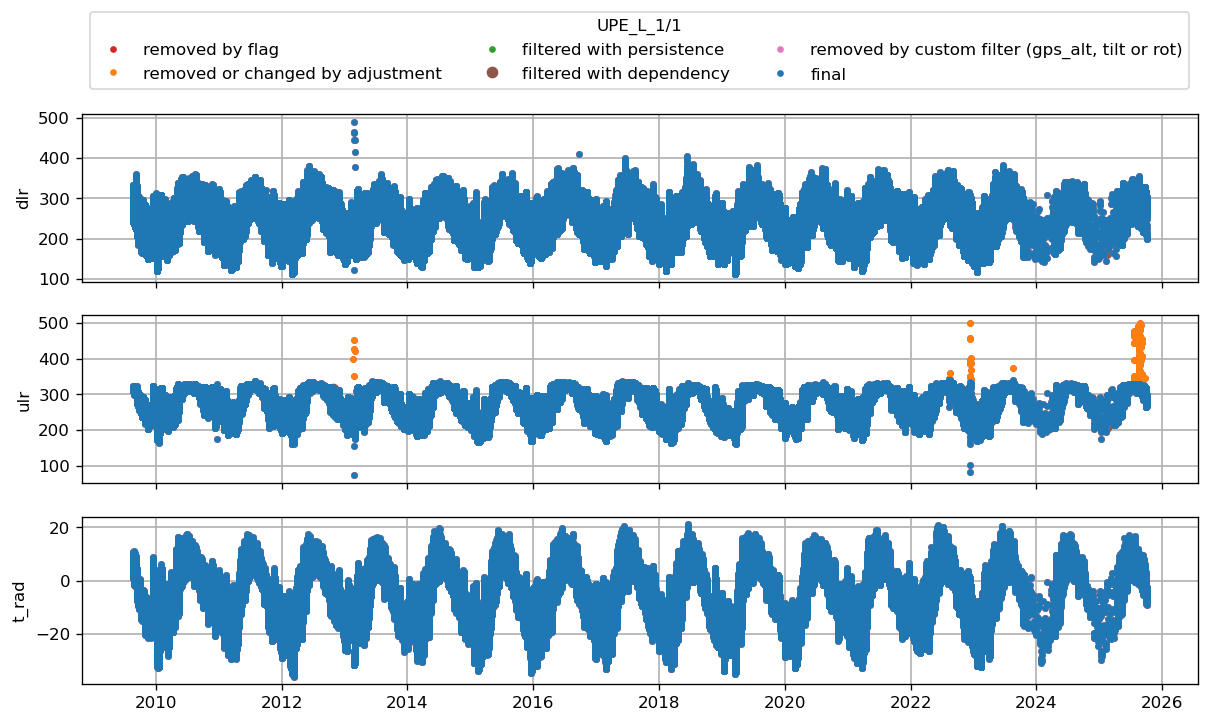 UPE_L_1/1
removed by flag
filtered with persistence
removed by custom filter (gps_alt, tilt or rot)
removed or changed by adjustment
filtered with dependency
final
500
400
300
200
100
dlr
500
400
300
200
100
ulr
20
0
−20
t_rad
2010 2012 2014 2016 2018 2020 2022 2024 2026